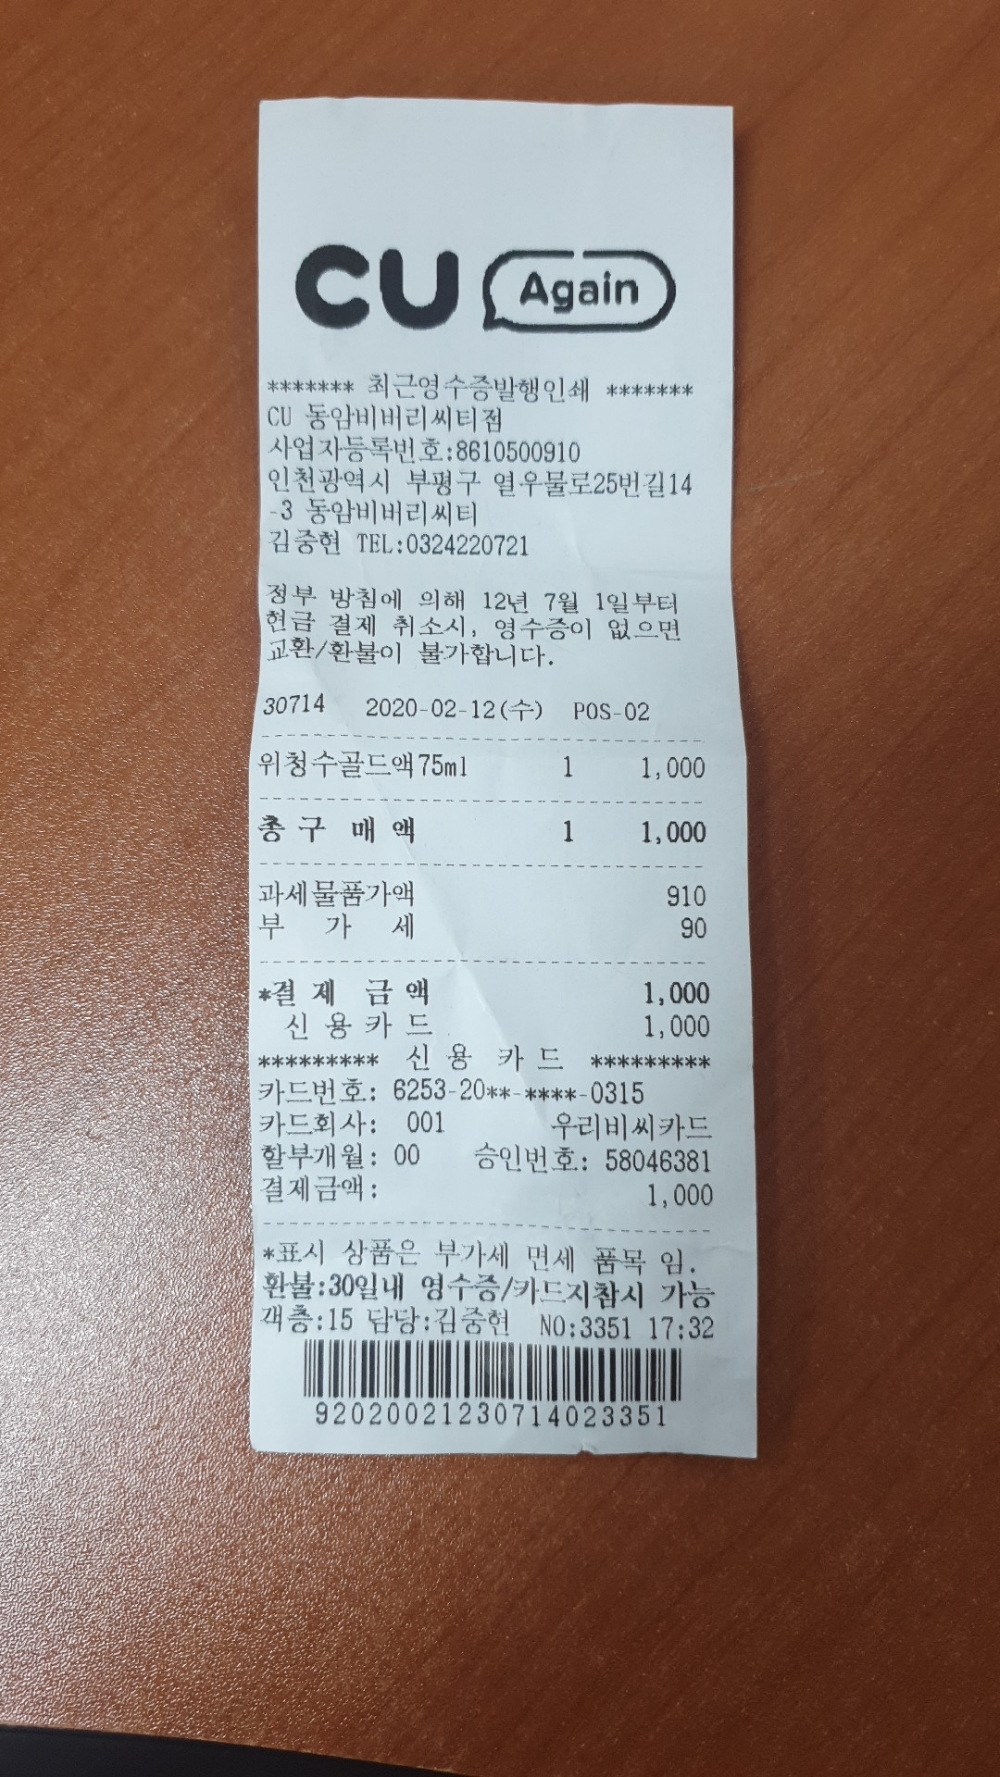 CU Again
******* 최근영수증발행인쇄 *******
CU 동암비버리씨티점
사업자등록번호:8610500910
인천광역시 부평구 열우물로25번길14
-3 동암비버리씨티
김중현 TEL:0324220721
정부 방침에 의해 12년 7월 1일부터
현금 결제 취소시, 영수증이 없으면
교환/환불이 불가합니다.
30714 2020-02-12(수) POS-02
위청수골드액75ml 1 1,000
총 구 매 액 1 1,000
과세물품가액 910
부 가 세 90
*결 제 금 액 1,000
신 용 카 드 1,000
********* 신 용 카 드 *********
카드번호: 6253-20**-****-0315
카드회사: 001 우리비씨카드
할부개월: 00 승인번호: 58046381
결제금액: 1,000
*표시 상품은 부가세 면세 품목 임.
환불:30일내 영수증/카드지참시 가능
객층:15 담당:김중현 NO:3351 17:32
92020021230714023351